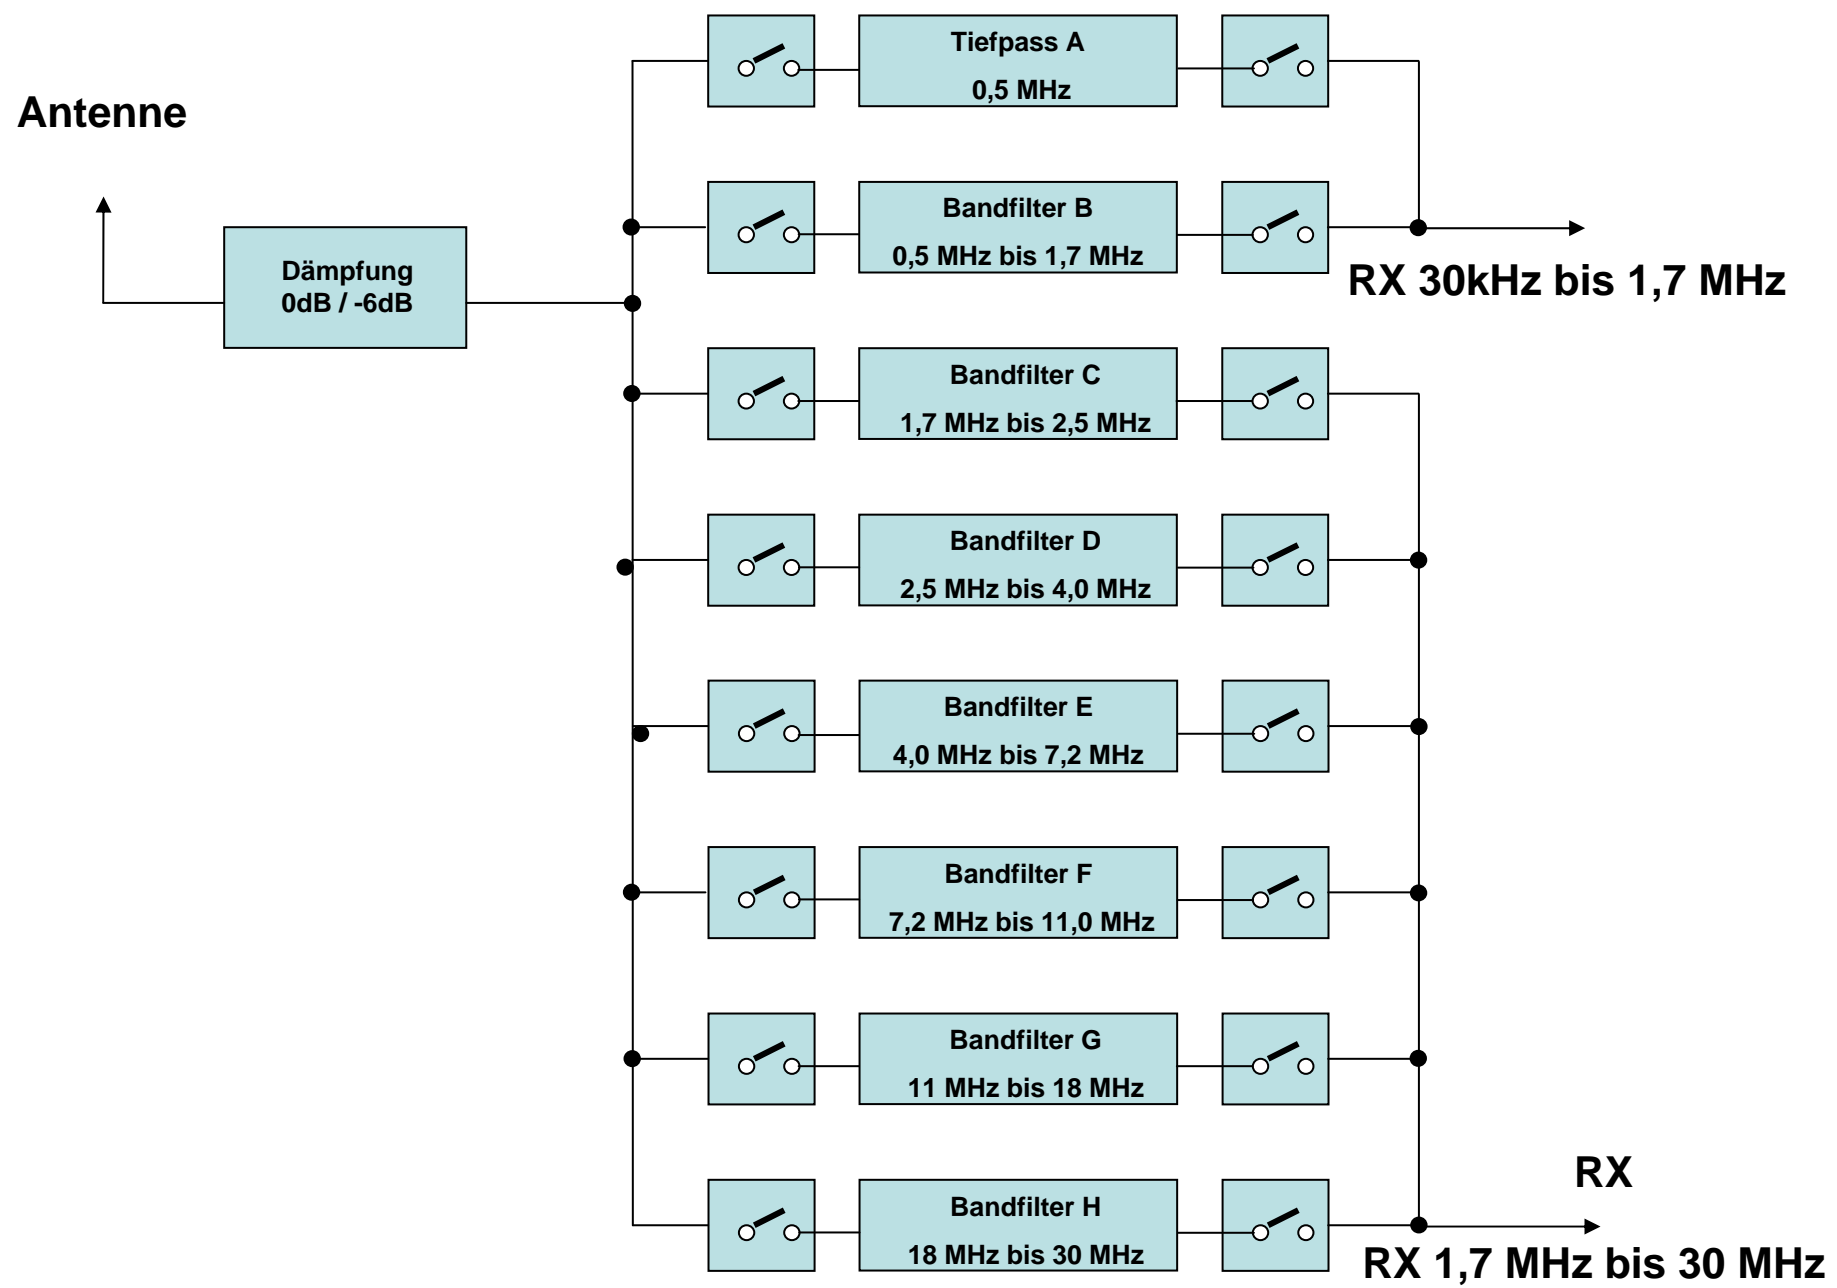 Tiefpass A
0,5 MHz
Antenne
Bandfilter B
0,5 MHz bis 1,7 MHz
Dämpfung
0dB / -6dB
RX 30kHz bis 1,7 MHz
Bandfilter C
1,7 MHz bis 2,5 MHz
Bandfilter D
2,5 MHz bis 4,0 MHz
Bandfilter E
4,0 MHz bis 7,2 MHz
Bandfilter F
7,2 MHz bis 11,0 MHz
Bandfilter G
11 MHz bis 18 MHz
Bandfilter H
18 MHz bis 30 MHz
RX
RX 1,7 MHz bis 30 MHz